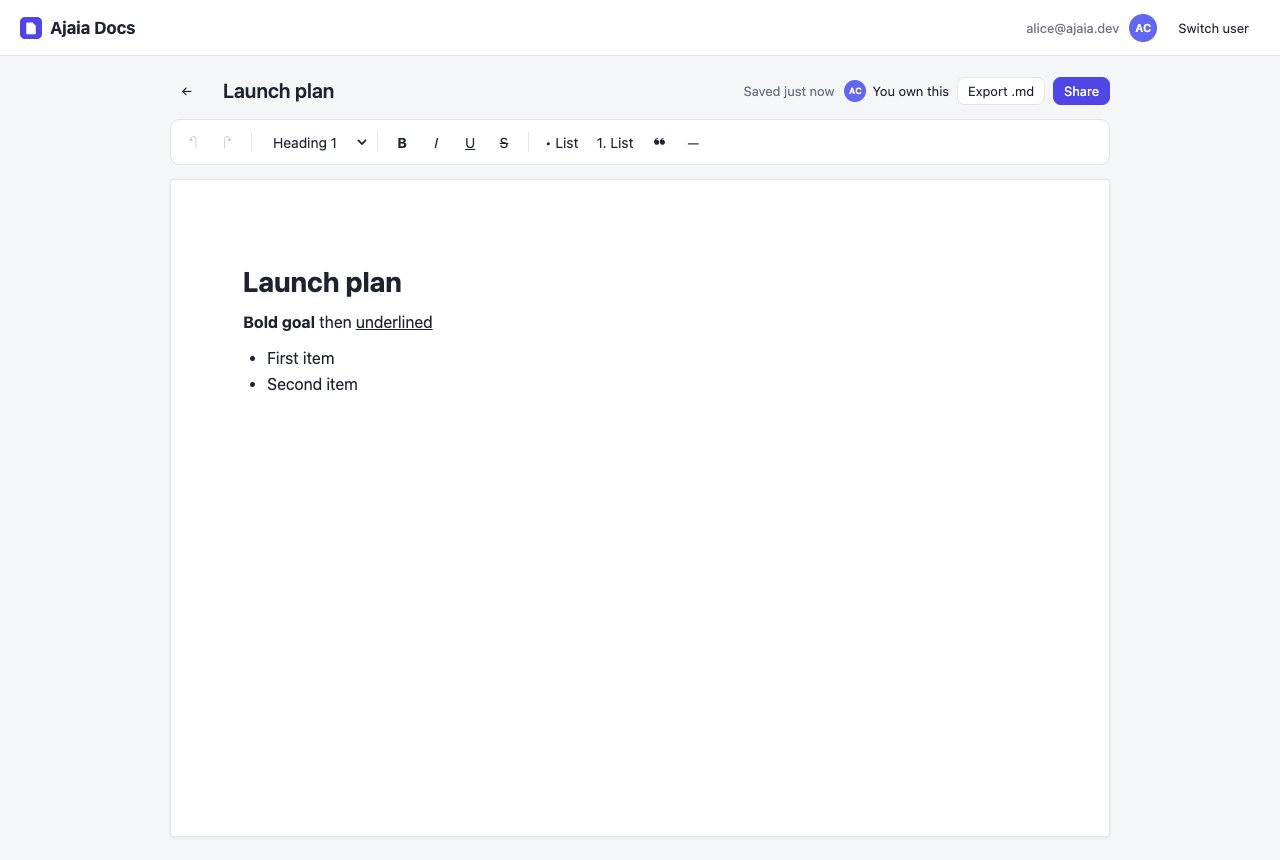 Ajaia Docs
alice@ajaia.dev AC Switch user
← Launch plan Saved just now AC You own this Export .md Share
Heading 1 B I U S • List 1. List ❝ —
Launch plan
Bold goal then underlined
• First item
• Second item